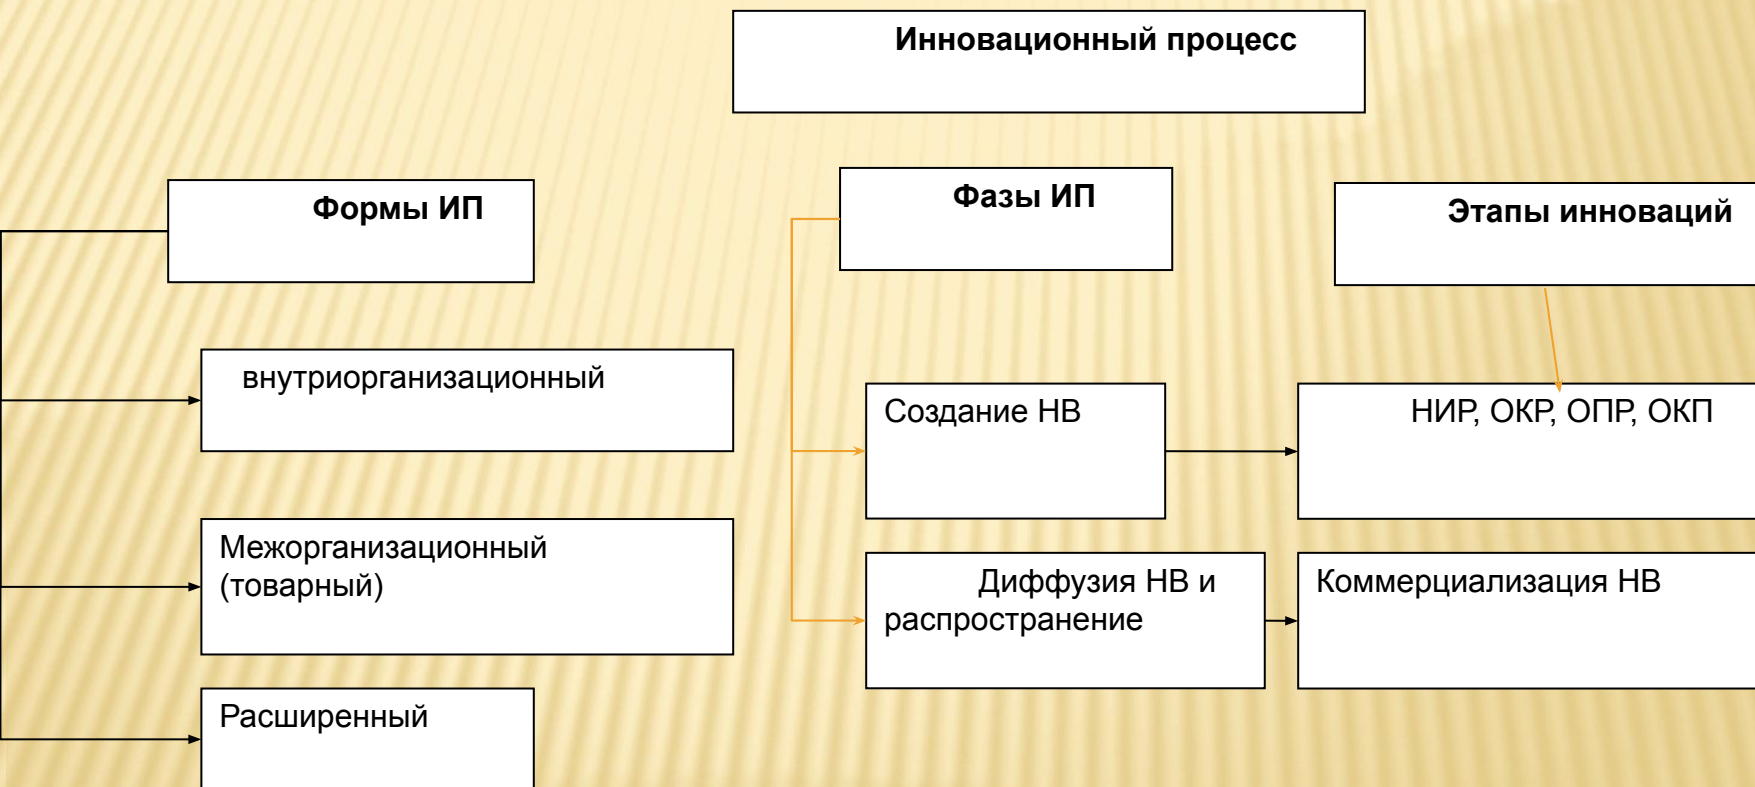 Инновационный процесс
Формы ИП
Фазы ИП
Этапы инноваций
внутриорганизационный
Межорганизационный
(товарный)
Расширенный
Создание НВ
НИР, ОКР, ОПР, ОКП
Диффузия НВ и
распространение
Коммерциализация НВ